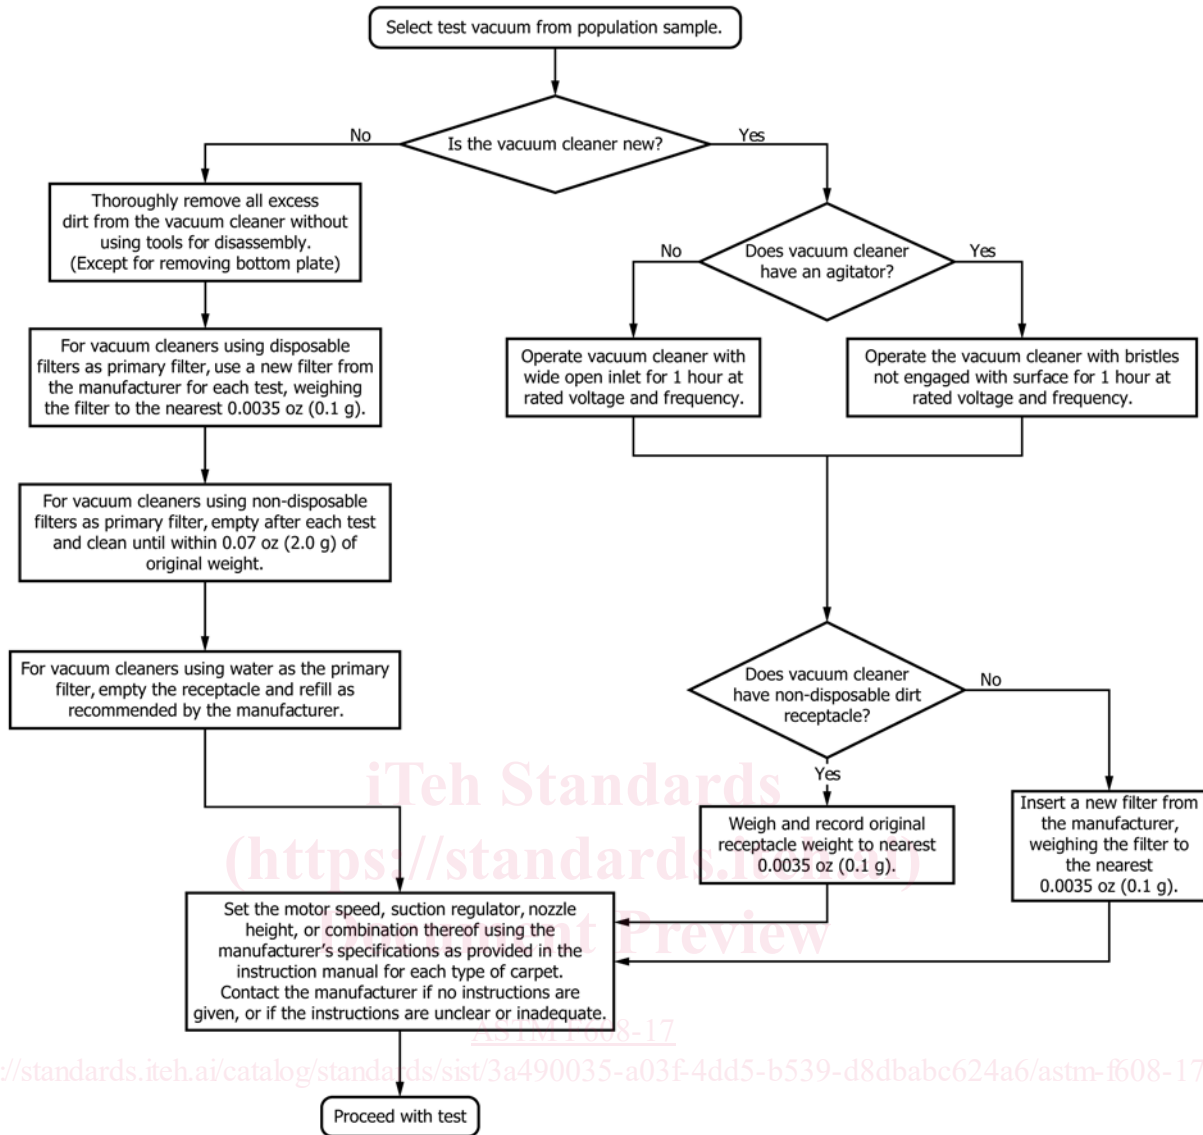 Select test vacuum from population sample.
Is the vacuum cleaner new?
No
Yes
Thoroughly remove all excess
dirt from the vacuum cleaner without
using tools for disassembly.
(Except for removing bottom plate)
For vacuum cleaners using disposable
filters as primary filter, use a new filter from
the manufacturer for each test, weighing
the filter to the nearest 0.0035 oz (0.1 g).
For vacuum cleaners using non-disposable
filters as primary filter, empty after each test
and clean until within 0.07 oz (2.0 g) of
original weight.
For vacuum cleaners using water as the primary
filter, empty the receptacle and refill as
recommended by the manufacturer.
Does vacuum cleaner
have an agitator?
No
Yes
Operate vacuum cleaner with
wide open inlet for 1 hour at
rated voltage and frequency.
Operate the vacuum cleaner with bristles
not engaged with surface for 1 hour at
rated voltage and frequency.
Does vacuum cleaner
have non-disposable dirt
receptacle?
No
Yes
Weigh and record original
receptacle weight to nearest
0.0035 oz (0.1 g).
Insert a new filter from
the manufacturer,
weighing the filter to
the nearest
0.0035 oz (0.1 g).
Set the motor speed, suction regulator, nozzle
height, or combination thereof using the
manufacturer's specifications as provided in the
instruction manual for each type of carpet.
Contact the manufacturer if no instructions are
given, or if the instructions are unclear or inadequate.
Proceed with test
iTeh Standards
(https://standards.iteh.ai)
Document Preview
ASTM F608-17
://standards.iteh.ai/catalog/standards/sist/3a490035-a03f-4dd5-b539-d8dbabc624a6/astm-f608-17